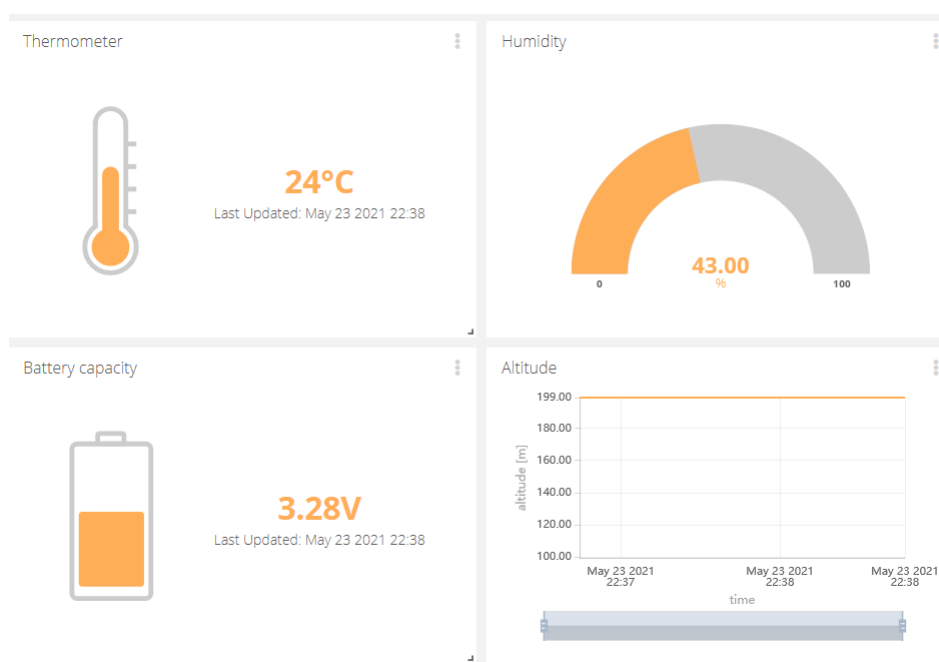 Thermometer
24°C
Last Updated: May 23 2021 22:38
Humidity
43.00
%
0
100
Battery capacity
3.28V
Last Updated: May 23 2021 22:38
Altitude
199.00
180.00
160.00
140.00
120.00
100.00
altitude [m]
May 23 2021
22:37
May 23 2021
22:38
May 23 2021
22:38
time